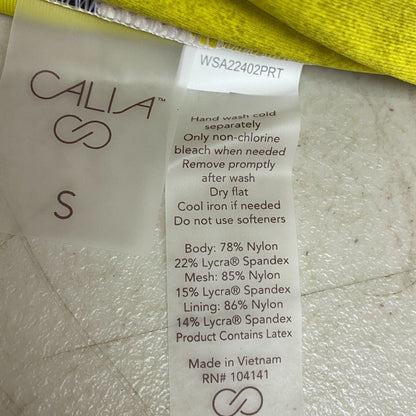 CALIA™
S
WSA22402PRT
Hand wash cold
separately
Only non-chlorine
bleach when needed
Remove promptly
after wash
Dry flat
Cool iron if needed
Do not use softeners
Body: 78% Nylon
22% Lycra® Spandex
Mesh: 85% Nylon
15% Lycra® Spandex
Lining: 86% Nylon
14% Lycra® Spandex
Product Contains Latex
Made in Vietnam
RN# 104141